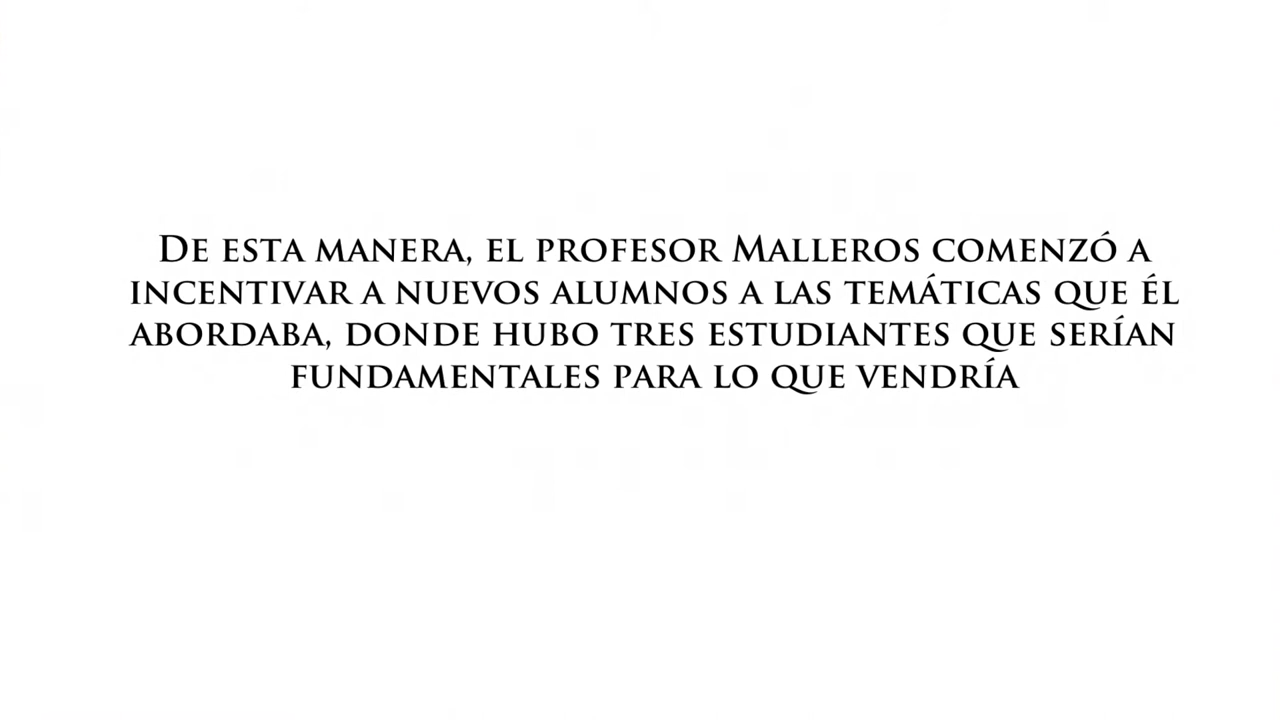 De esta manera, el profesor Malleros comenzó a
incentivar a nuevos alumnos a las temáticas que él
abordaba, donde hubo tres estudiantes que serían
fundamentales para lo que vendría